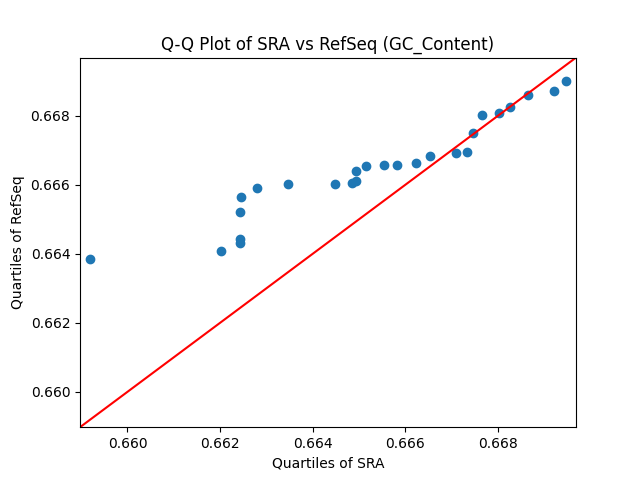 Q-Q Plot of SRA vs RefSeq (GC_Content)
0.668
0.666
0.664
0.662
0.660
Quartiles of RefSeq
0.660 0.662 0.664 0.666 0.668
Quartiles of SRA